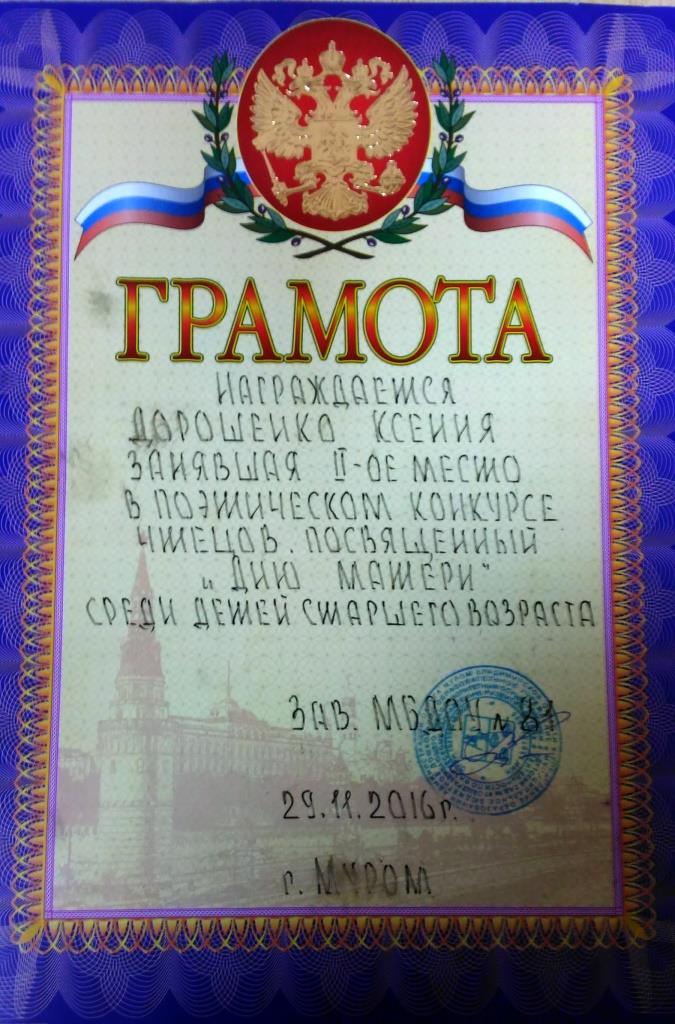 ГРАМОТА
НАГРАЖДАЕТСЯ
ДОРОШЕНКО КСЕНИЯ
ЗАНЯВШАЯ II-ОЕ МЕСТО
В ПОЭТИЧЕСКОМ КОНКУРСЕ
ЧТЕЦОВ. ПОСВЯЩЕННЫЙ
„ДНЮ МАТЕРИ"
СРЕДИ ДЕТЕЙ СТАРШЕГО ВОЗРАСТА
ЗАВ. МБДОУ № 81
29.11.2016г.
г. МУРОМ